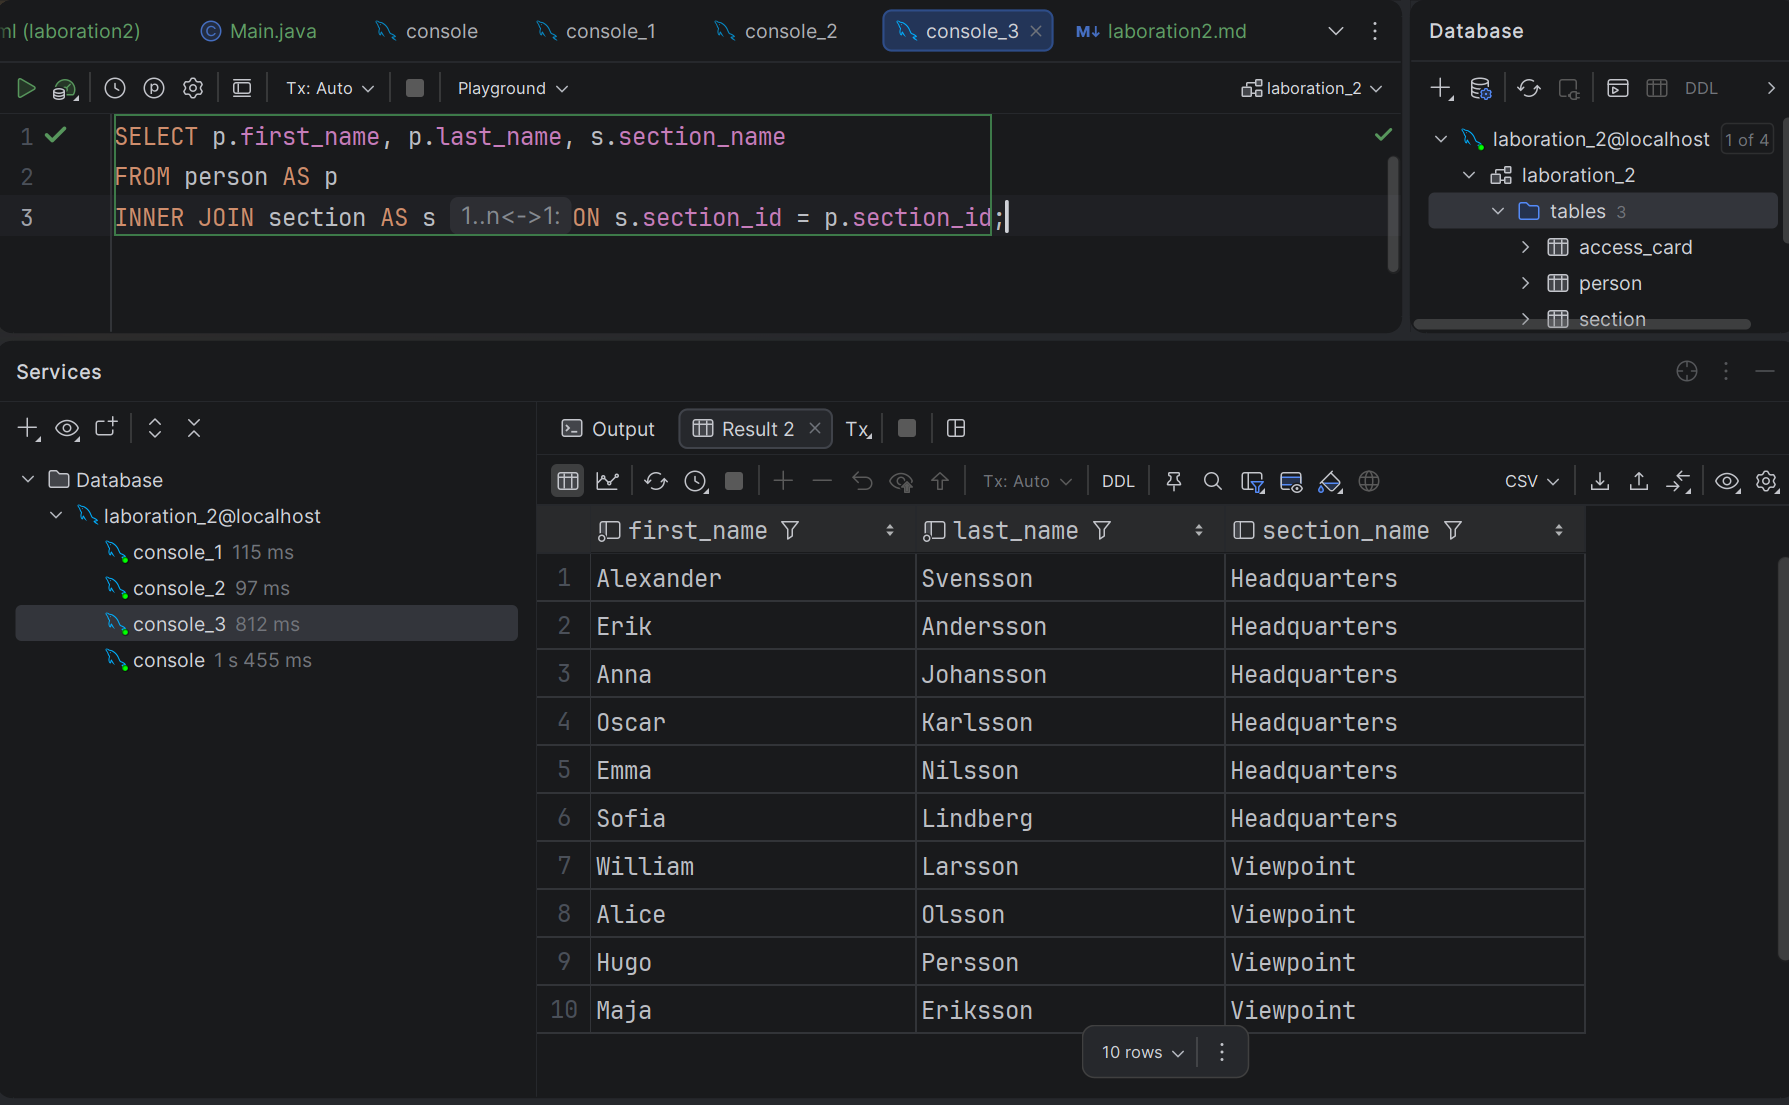 ml (laboration2)
Main.java
console
console_1
console_2
console_3
laboration2.md
Database
Tx: Auto
Playground
laboration_2
DDL
1 SELECT p.first_name, p.last_name, s.section_name
2 FROM person AS p
3 INNER JOIN section AS s 1..n<->1: ON s.section_id = p.section_id;
laboration_2@localhost 1 of 4
laboration_2
tables 3
access_card
person
section
Services
Output
Result 2
Tx
Database
laboration_2@localhost
console_1 115 ms
console_2 97 ms
console_3 812 ms
console 1 s 455 ms
Tx: Auto
DDL
CSV
first_name last_name section_name
1 Alexander Svensson Headquarters
2 Erik Andersson Headquarters
3 Anna Johansson Headquarters
4 Oscar Karlsson Headquarters
5 Emma Nilsson Headquarters
6 Sofia Lindberg Headquarters
7 William Larsson Viewpoint
8 Alice Olsson Viewpoint
9 Hugo Persson Viewpoint
10 Maja Eriksson Viewpoint
10 rows